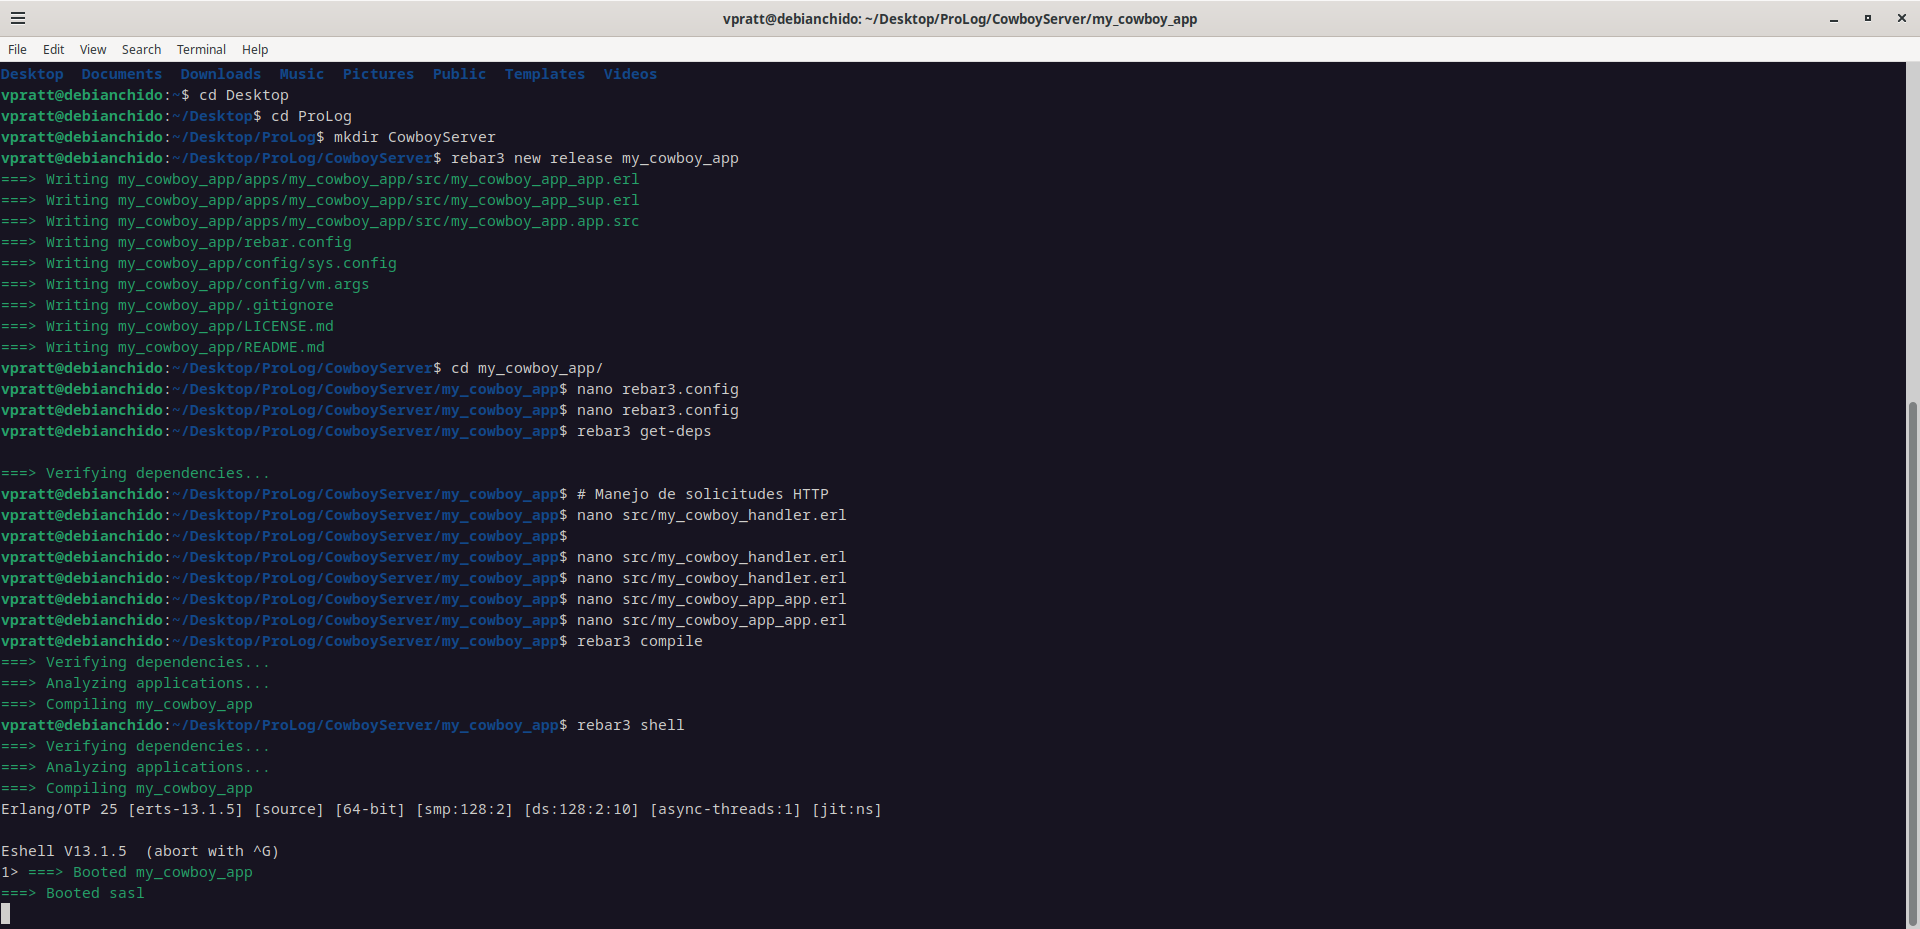 vpratt@debianchido: ~/Desktop/ProLog/CowboyServer/my_cowboy_app
File Edit View Search Terminal Help
Desktop  Documents  Downloads  Music  Pictures  Public  Templates  Videos
vpratt@debianchido:~$ cd Desktop
vpratt@debianchido:~/Desktop$ cd ProLog
vpratt@debianchido:~/Desktop/ProLog$ mkdir CowboyServer
vpratt@debianchido:~/Desktop/ProLog/CowboyServer$ rebar3 new release my_cowboy_app
===> Writing my_cowboy_app/apps/my_cowboy_app/src/my_cowboy_app_app.erl
===> Writing my_cowboy_app/apps/my_cowboy_app/src/my_cowboy_app_sup.erl
===> Writing my_cowboy_app/apps/my_cowboy_app/src/my_cowboy_app.app.src
===> Writing my_cowboy_app/rebar.config
===> Writing my_cowboy_app/config/sys.config
===> Writing my_cowboy_app/config/vm.args
===> Writing my_cowboy_app/.gitignore
===> Writing my_cowboy_app/LICENSE.md
===> Writing my_cowboy_app/README.md
vpratt@debianchido:~/Desktop/ProLog/CowboyServer$ cd my_cowboy_app/
vpratt@debianchido:~/Desktop/ProLog/CowboyServer/my_cowboy_app$ nano rebar3.config
vpratt@debianchido:~/Desktop/ProLog/CowboyServer/my_cowboy_app$ nano rebar3.config
vpratt@debianchido:~/Desktop/ProLog/CowboyServer/my_cowboy_app$ rebar3 get-deps
===> Verifying dependencies...
vpratt@debianchido:~/Desktop/ProLog/CowboyServer/my_cowboy_app$ # Manejo de solicitudes HTTP
vpratt@debianchido:~/Desktop/ProLog/CowboyServer/my_cowboy_app$ nano src/my_cowboy_handler.erl
vpratt@debianchido:~/Desktop/ProLog/CowboyServer/my_cowboy_app$
vpratt@debianchido:~/Desktop/ProLog/CowboyServer/my_cowboy_app$ nano src/my_cowboy_handler.erl
vpratt@debianchido:~/Desktop/ProLog/CowboyServer/my_cowboy_app$ nano src/my_cowboy_handler.erl
vpratt@debianchido:~/Desktop/ProLog/CowboyServer/my_cowboy_app$ nano src/my_cowboy_app_app.erl
vpratt@debianchido:~/Desktop/ProLog/CowboyServer/my_cowboy_app$ nano src/my_cowboy_app_app.erl
vpratt@debianchido:~/Desktop/ProLog/CowboyServer/my_cowboy_app$ rebar3 compile
===> Verifying dependencies...
===> Analyzing applications...
===> Compiling my_cowboy_app
vpratt@debianchido:~/Desktop/ProLog/CowboyServer/my_cowboy_app$ rebar3 shell
===> Verifying dependencies...
===> Analyzing applications...
===> Compiling my_cowboy_app
Erlang/OTP 25 [erts-13.1.5] [source] [64-bit] [smp:128:2] [ds:128:2:10] [async-threads:1] [jit:ns]
Eshell V13.1.5  (abort with ^G)
1> ===> Booted my_cowboy_app
===> Booted sasl